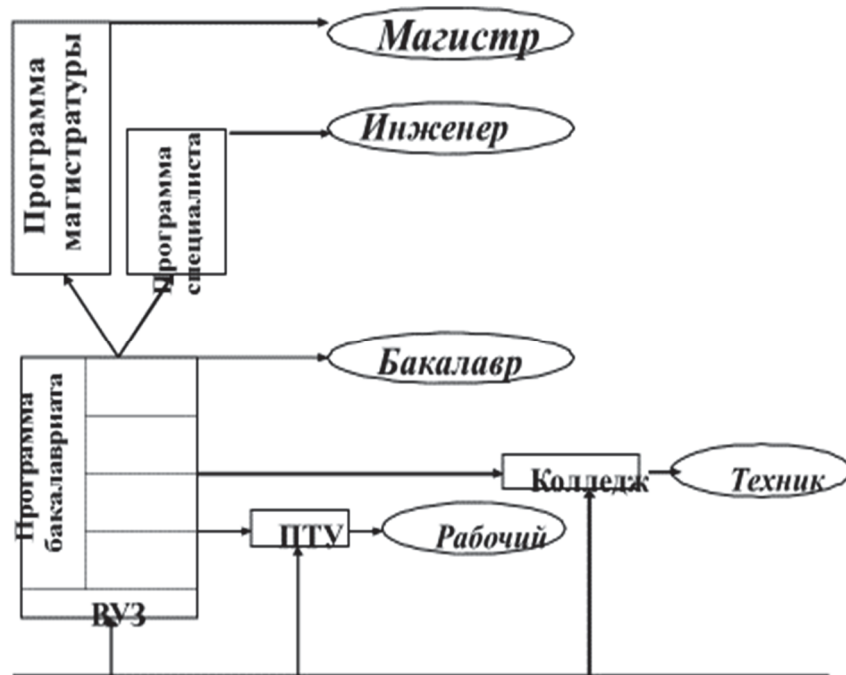 Магистр
Программа
магистратуры
Инженер
Программа
специалиста
Бакалавр
Программа
бакалавриата
Колледж
Техник
ПТУ
Рабочий
ВУЗ